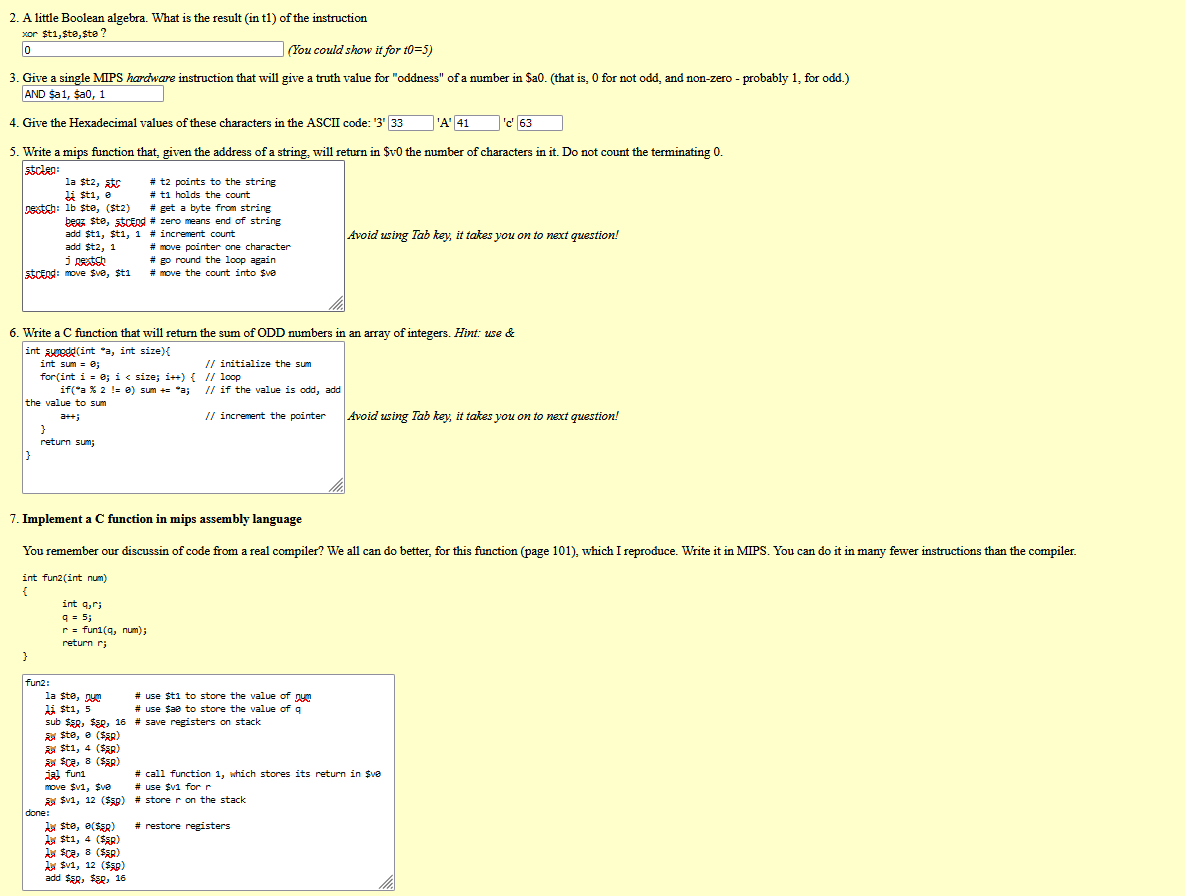 2. A little Boolean algebra. What is the result (in t1) of the instruction
xor $t1,$t0,$t0 ?
0 (You could show it for t0=5)
3. Give a single MIPS hardware instruction that will give a truth value for "oddness" of a number in $a0. (that is, 0 for not odd, and non-zero - probably 1, for odd.)
AND $a1, $a0, 1
4. Give the Hexadecimal values of these characters in the ASCII code: '3' 33 'A' 41 'c' 63
5. Write a mips function that, given the address of a string, will return in $v0 the number of characters in it. Do not count the terminating 0.
strlen:
la $t2, str # t2 points to the string
li $t1, 0 # t1 holds the count
nextCh: lb $t0, ($t2) # get a byte from string
beqz $t0, strEnd # zero means end of string
add $t1, $t1, 1 # increment count
add $t2, 1 # move pointer one character
j nextCh # go round the loop again
strEnd: move $v0, $t1 # move the count into $v0
Avoid using Tab key, it takes you on to next question!
6. Write a C function that will return the sum of ODD numbers in an array of integers. Hint: use &
int sumodd(int *a, int size){
int sum = 0; // initialize the sum
for(int i = 0; i < size; i++) { // loop
if(*a % 2 != 0) sum += *a; // if the value is odd, add
the value to sum
a++; // increment the pointer
}
return sum;
}
Avoid using Tab key, it takes you on to next question!
7. Implement a C function in mips assembly language
You remember our discussin of code from a real compiler? We all can do better, for this function (page 101), which I reproduce. Write it in MIPS. You can do it in many fewer instructions than the compiler.
int fun2(int num)
{
int q,r;
q = 5;
r = fun1(q, num);
return r;
}
fun2:
la $t0, num # use $t1 to store the value of num
li $t1, 5 # use $a0 to store the value of q
sub $sp, $sp, 16 # save registers on stack
sw $t0, 0 ($sp)
sw $t1, 4 ($sp)
sw $ra, 8 ($sp)
jal fun1 # call function 1, which stores its return in $v0
move $v1, $v0 # use $v1 for r
sw $v1, 12 ($sp) # store r on the stack
done:
lw $t0, 0($sp) # restore registers
lw $t1, 4 ($sp)
lw $ra, 8 ($sp)
lw $v1, 12 ($sp)
add $sp, $sp, 16